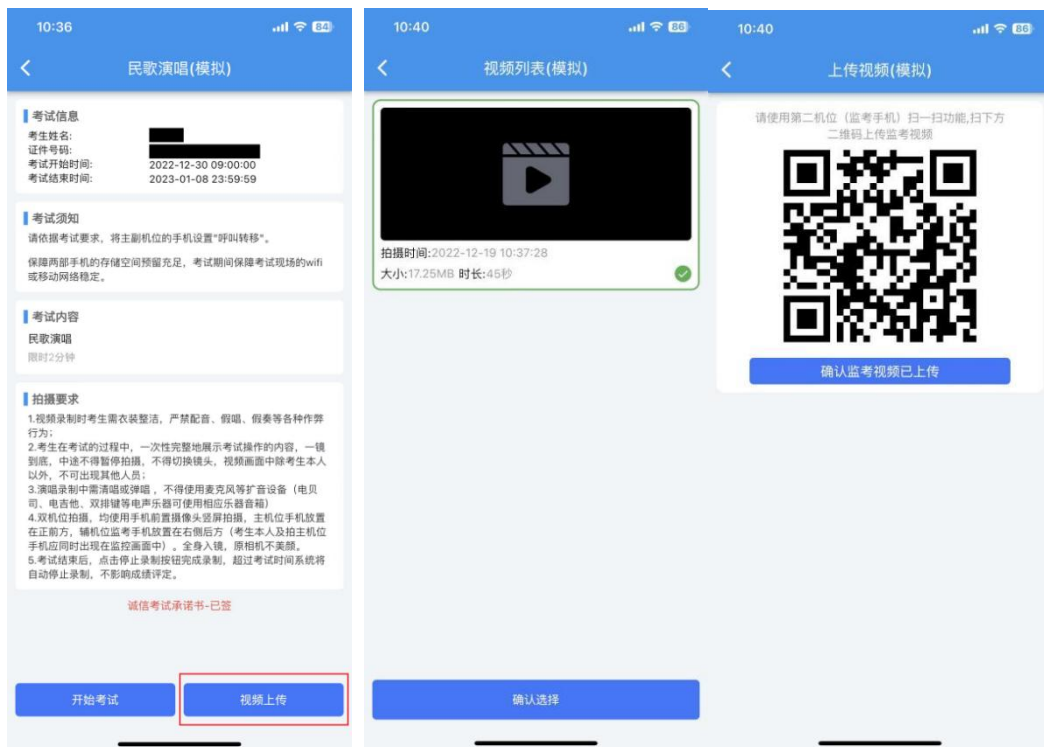 10:36
84
民歌演唱(模拟)
考试信息
考生姓名:
证件号码:
考试开始时间: 2022-12-30 09:00:00
考试结束时间: 2023-01-08 23:59:59
考试须知
请依据考试要求，将主副机位的手机设置"呼叫转移"。
保障两部手机的存储空间预留充足，考试期间保障考试现场的wifi
或移动网络稳定。
考试内容
民歌演唱
限时2分钟
拍摄要求
1.视频录制时考生需衣装整洁，严禁配音、假唱、假奏等各种作弊
行为；
2.考生在考试的过程中，一次性完整地展示考试操作的内容，一镜
到底，中途不得暂停拍摄，不得切换镜头，视频画面中除考生本人
以外，不可出现其他人员；
3.演唱录制中需清唱或弹唱 ，不得使用麦克风等扩音设备（电贝
司、电吉他、双排键等电声乐器可使用相应乐器音箱）
4.双机位拍摄，均使用手机前置摄像头竖屏拍摄，主机位手机放置
在正前方，辅机位监考手机放置在右侧后方（考生本人及拍主机位
手机应同时出现在监控画面中）。全身入镜，原相机不美颜。
5.考试结束后，点击停止录制按钮完成录制，超过考试时间系统将
自动停止录制，不影响成绩评定。
诚信考试承诺书-已签
开始考试
视频上传
10:40
86
视频列表(模拟)
拍摄时间:2022-12-19 10:37:28
大小:17.25MB 时长:45秒
确认选择
10:40
86
上传视频(模拟)
请使用第二机位（监考手机）扫一扫功能,扫下方
二维码上传监考视频
确认监考视频已上传